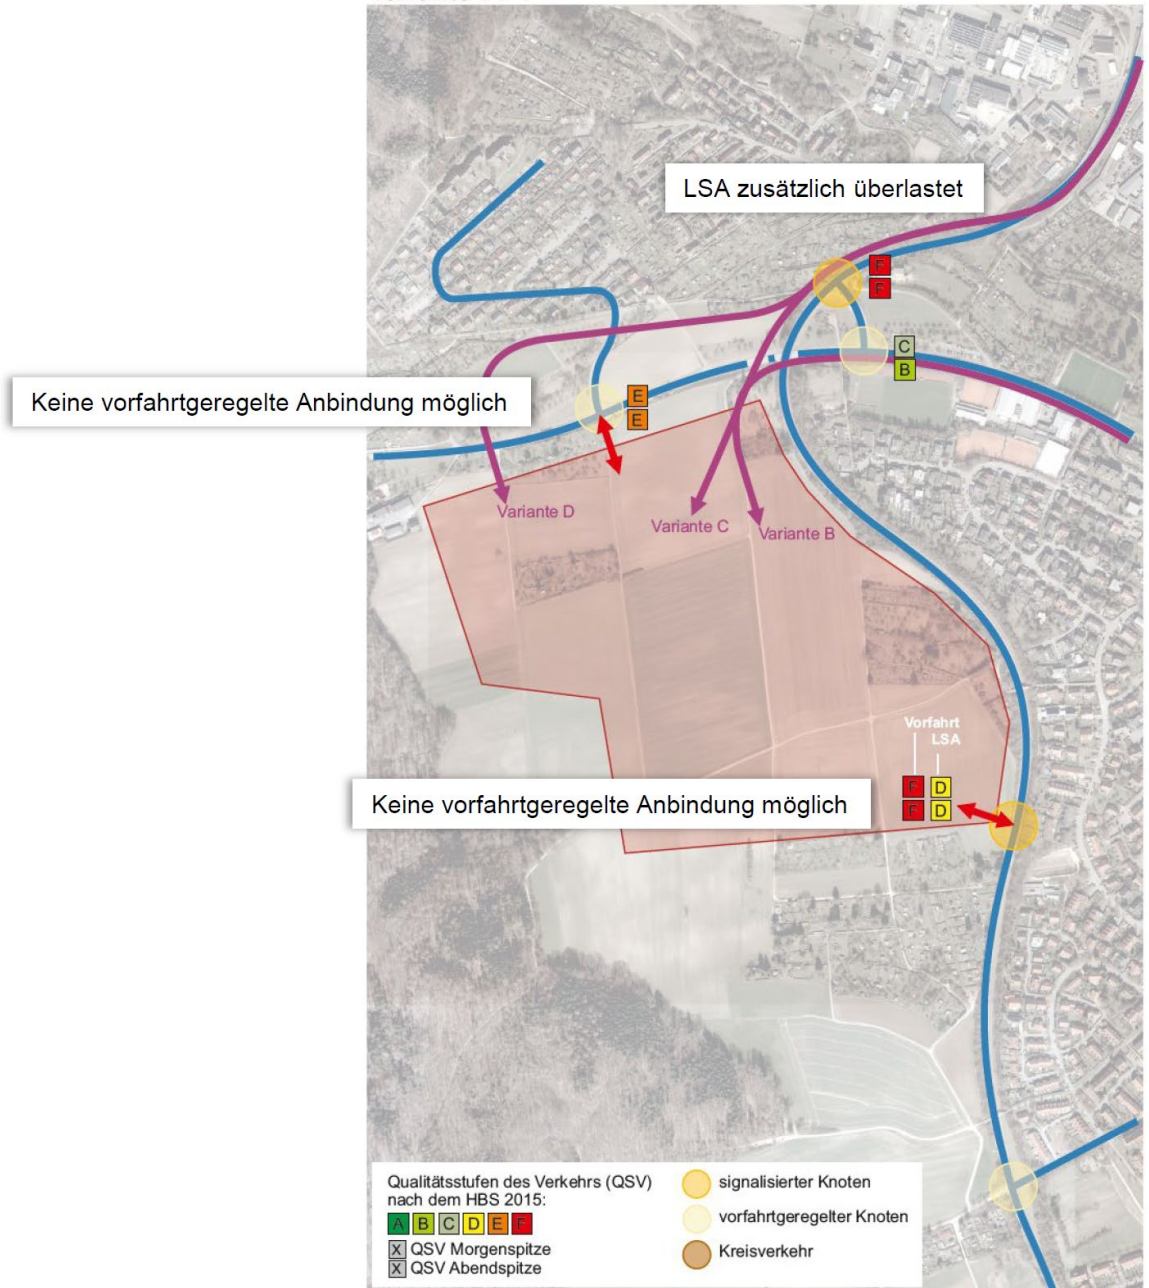 LSA zusätzlich überlastet
F
F
C
B
Keine vorfahrtgeregelte Anbindung möglich
E
E
Variante D
Variante C
Variante B
Vorfahrt
LSA
F D
F D
Keine vorfahrtgeregelte Anbindung möglich
Qualitätsstufen des Verkehrs (QSV)
nach dem HBS 2015:
A B C D E F
X QSV Morgenspitze
X QSV Abendspitze
signalisierter Knoten
vorfahrtgeregelter Knoten
Kreisverkehr